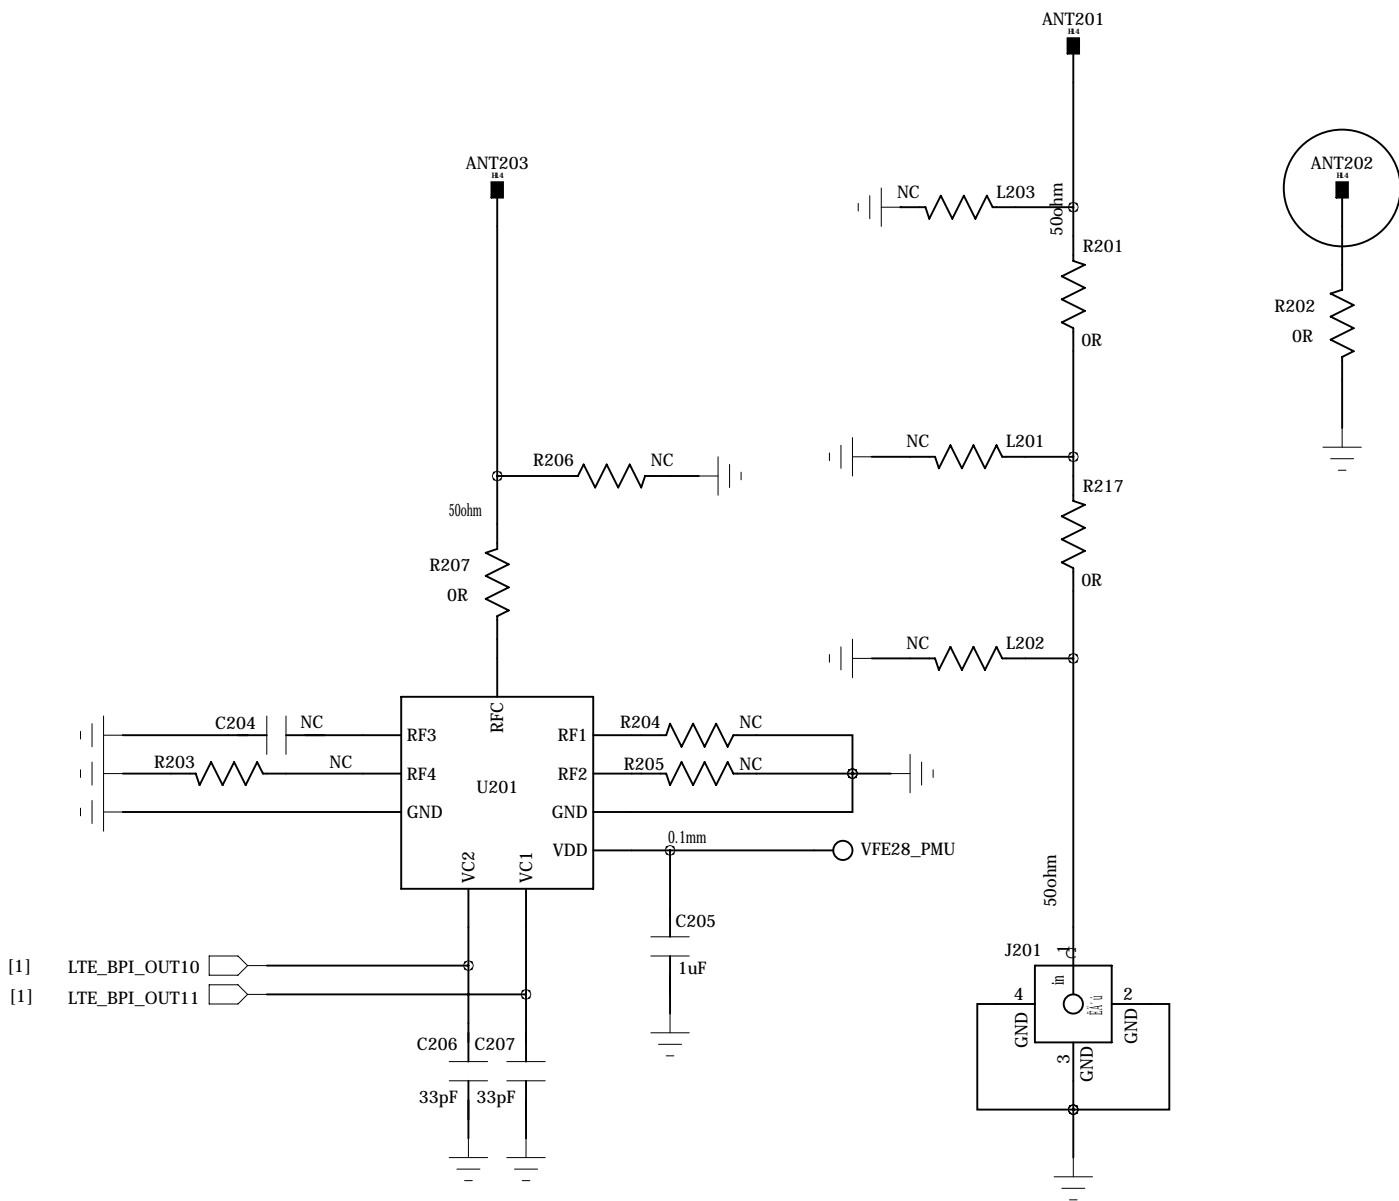 ANT201
H4
ANT203
H4
ANT202
H4
NC L203
50ohm
R201
0R
R202
0R
NC L201
R206 NC
R217
0R
50ohm
R207
0R
NC L202
C204 NC
RF3
RFC
RF1
R204 NC
R203 NC
RF4
U201
RF2
R205 NC
GND
GND
VC2
VC1
VDD
0.1mm
VFE28_PMU
50ohm
C205
1uF
[1] LTE_BPI_OUT10
[1] LTE_BPI_OUT11
C206 C207
33pF 33pF
J201
1
in
4
2
GND
GND
3
GND